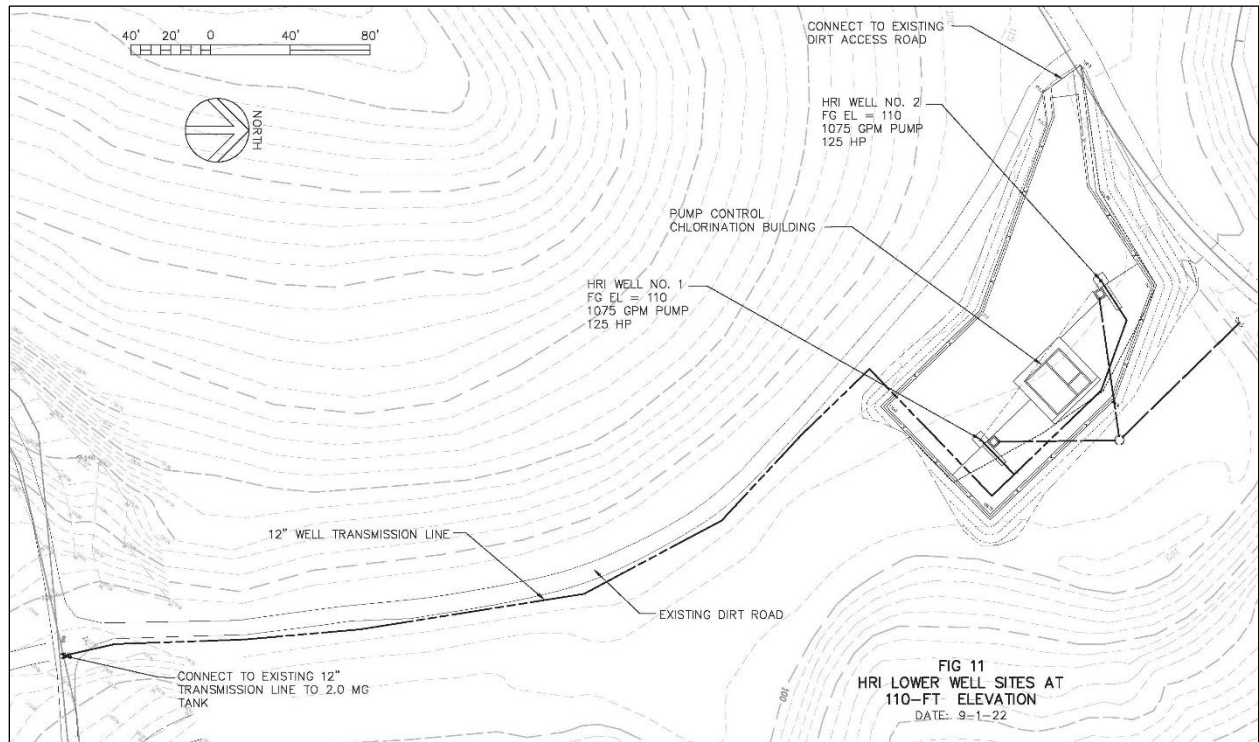 40' 20' 0 40' 80'
NORTH
CONNECT TO EXISTING
DIRT ACCESS ROAD
HRI WELL NO. 2
FG EL = 110
1075 GPM PUMP
125 HP
PUMP CONTROL
CHLORINATION BUILDING
HRI WELL NO. 1
FG EL = 110
1075 GPM PUMP
125 HP
12" WELL TRANSMISSION LINE
EXISTING DIRT ROAD
CONNECT TO EXISTING 12"
TRANSMISSION LINE TO 2.0 MG
TANK
100
FIG 11
HRI LOWER WELL SITES AT
110-FT ELEVATION
DATE: 9-1-22